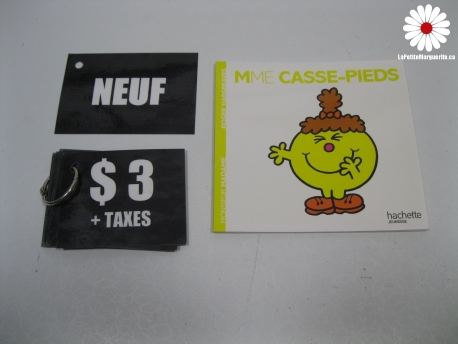 LaPetiteMarguerite.ca
NEUF
$ 3
+ TAXES
MME CASSE-PIEDS
hachette
JEUNESSE